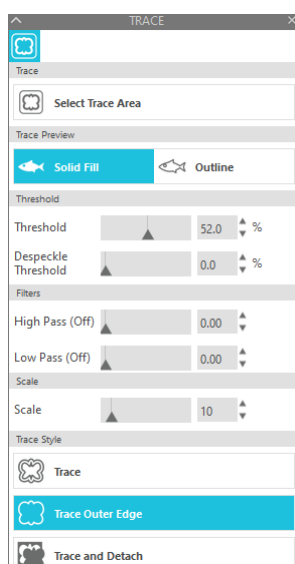 TRACE
Trace
Select Trace Area
Trace Preview
Solid Fill Outline
Threshold
Threshold 52.0 %
Despeckle
Threshold 0.0 %
Filters
High Pass (Off) 0.00
Low Pass (Off) 0.00
Scale
Scale 10
Trace Style
Trace
Trace Outer Edge
Trace and Detach